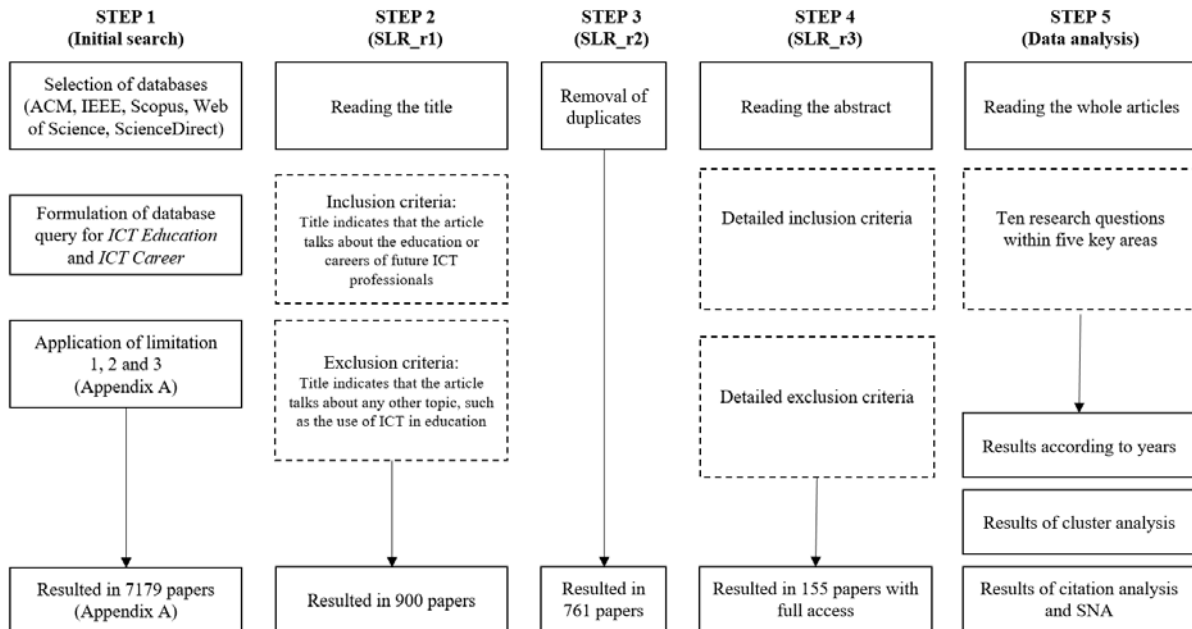 STEP 1
(Initial search)
Selection of databases
(ACM, IEEE, Scopus, Web
of Science, ScienceDirect)
Formulation of database
query for ICT Education
and ICT Career
Application of limitation
1, 2 and 3
(Appendix A)
Resulted in 7179 papers
(Appendix A)
STEP 2
(SLR_r1)
Reading the title
Inclusion criteria:
Title indicates that the article
talks about the education or
careers of future ICT
professionals
Exclusion criteria:
Title indicates that the article
talks about any other topic, such
as the use of ICT in education
Resulted in 900 papers
STEP 3
(SLR_r2)
Removal of
duplicates
Resulted in
761 papers
STEP 4
(SLR_r3)
Reading the abstract
Detailed inclusion criteria
Detailed exclusion criteria
Resulted in 155 papers with
full access
STEP 5
(Data analysis)
Reading the whole articles
Ten research questions
within five key areas
Results according to years
Results of cluster analysis
Results of citation analysis
and SNA